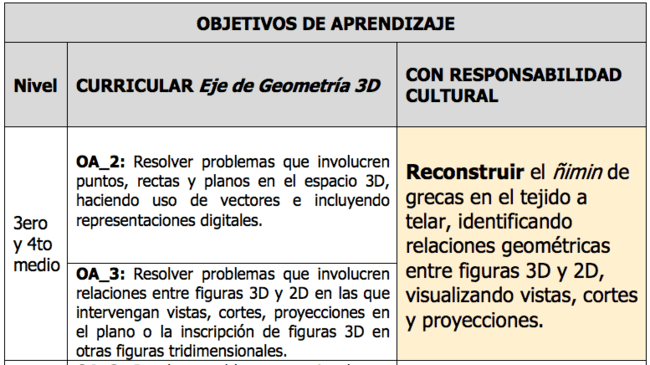 OBJETIVOS DE APRENDIZAJE
Nivel
CURRICULAR Eje de Geometría 3D
CON RESPONSABILIDAD
CULTURAL
3ero
y 4to
medio
OA_2: Resolver problemas que involucren
puntos, rectas y planos en el espacio 3D,
haciendo uso de vectores e incluyendo
representaciones digitales.
OA_3: Resolver problemas que involucren
relaciones entre figuras 3D y 2D en las que
intervengan vistas, cortes, proyecciones en
el plano o la inscripción de figuras 3D en
otras figuras tridimensionales.
Reconstruir el ñimin de
grecas en el tejido a
telar, identificando
relaciones geométricas
entre figuras 3D y 2D,
visualizando vistas, cortes
y proyecciones.